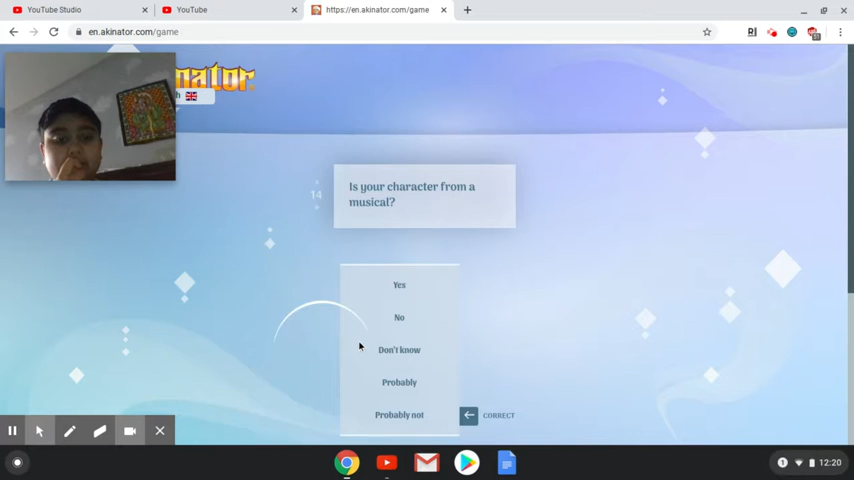 YouTube Studio
YouTube
https://en.akinator.com/game
en.akinator.com/game
nator
h
14
Is your character from a
musical?
Yes
No
Don't know
Probably
Probably not
CORRECT
1
12:20